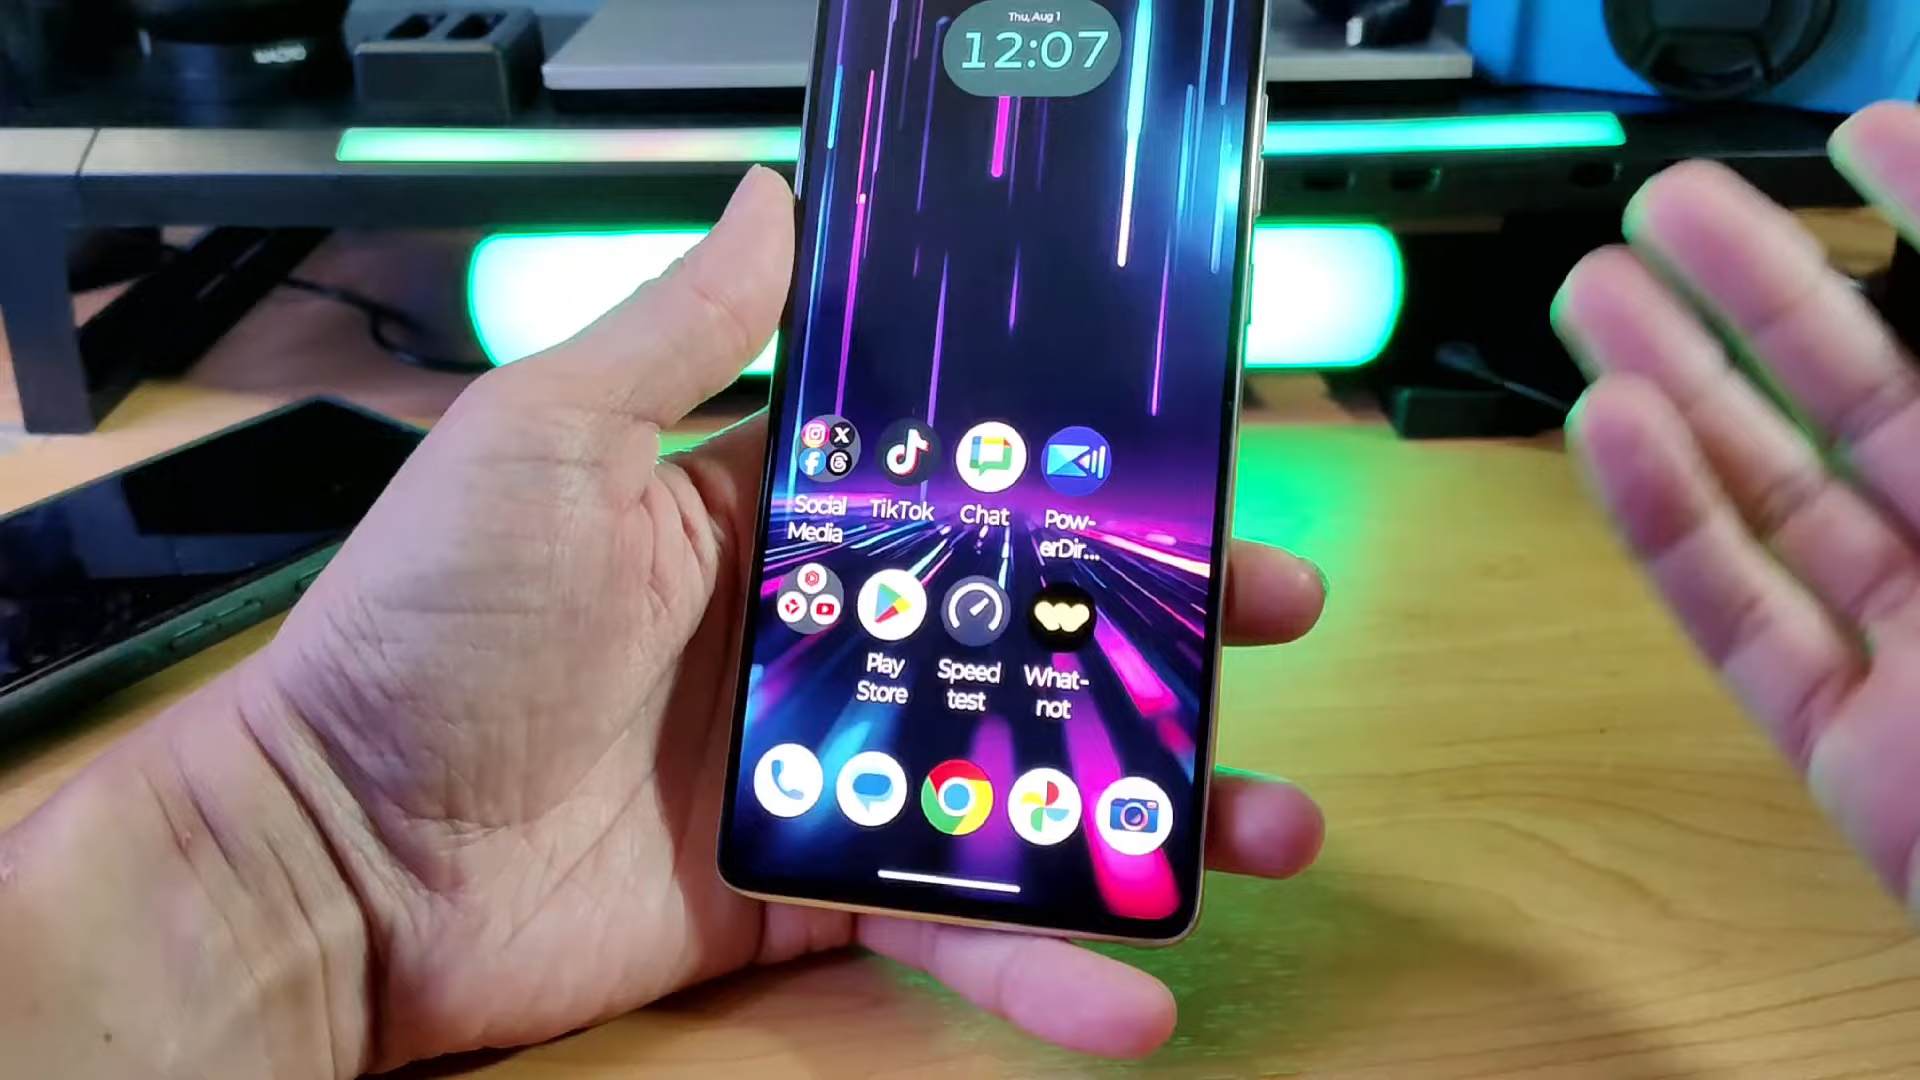 Thu, Aug 1
12:07
Social
Media
TikTok
Chat
Pow-
erDir...
Play
Store
Speed
test
What-
not